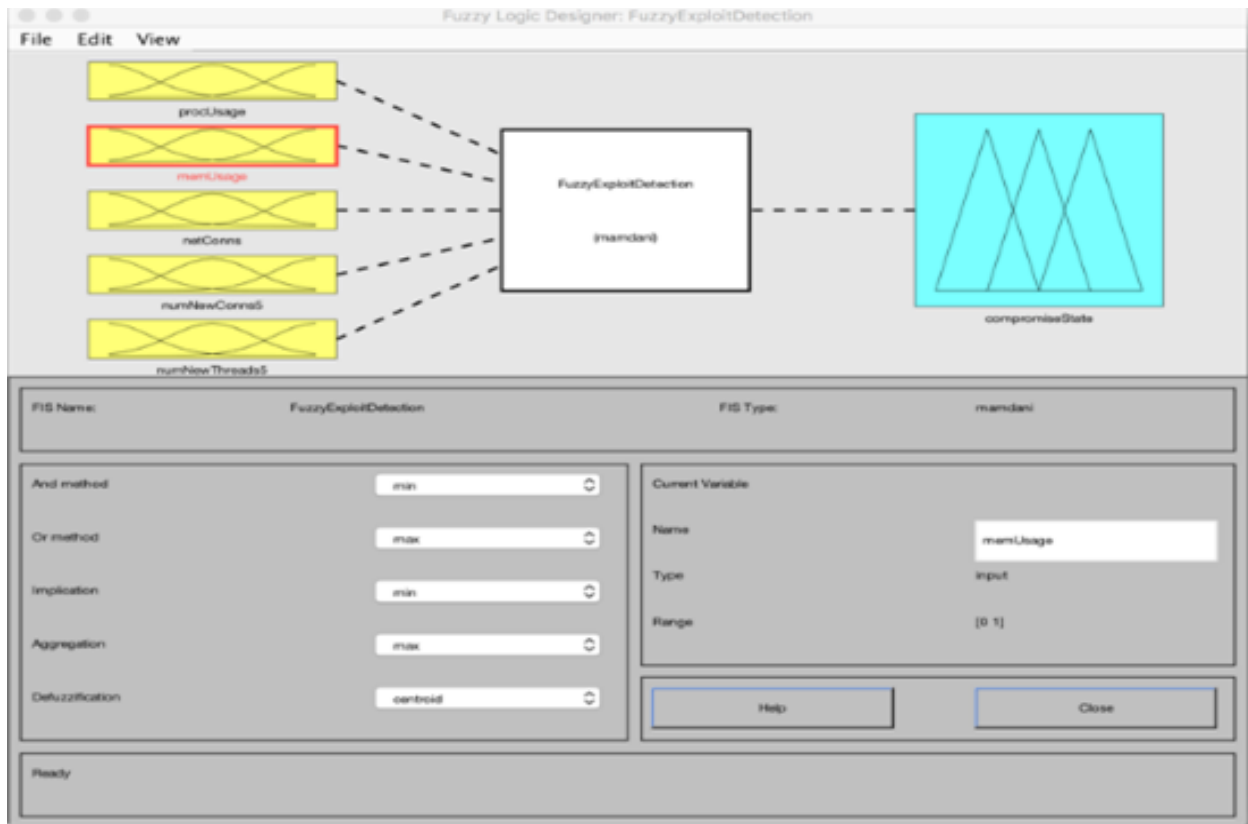 Fuzzy Logic Designer: FuzzyExploitDetection
File Edit View
procUsage
memUsage
netConns
numNewConns5
numNewThreads5
FuzzyExploitDetection
(mamdani)
compromiseState
FIS Name: FuzzyExploitDetection FIS Type: mamdani
And method min
Or method max
Implication min
Aggregation max
Defuzzification centroid
Current Variable
Name memUsage
Type input
Range [0 1]
Help Close
Ready